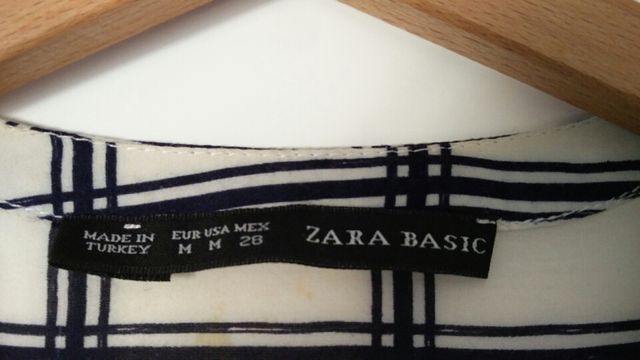 MADE IN
TURKEY
EUR USA MEX
M M 28
ZARA BASIC